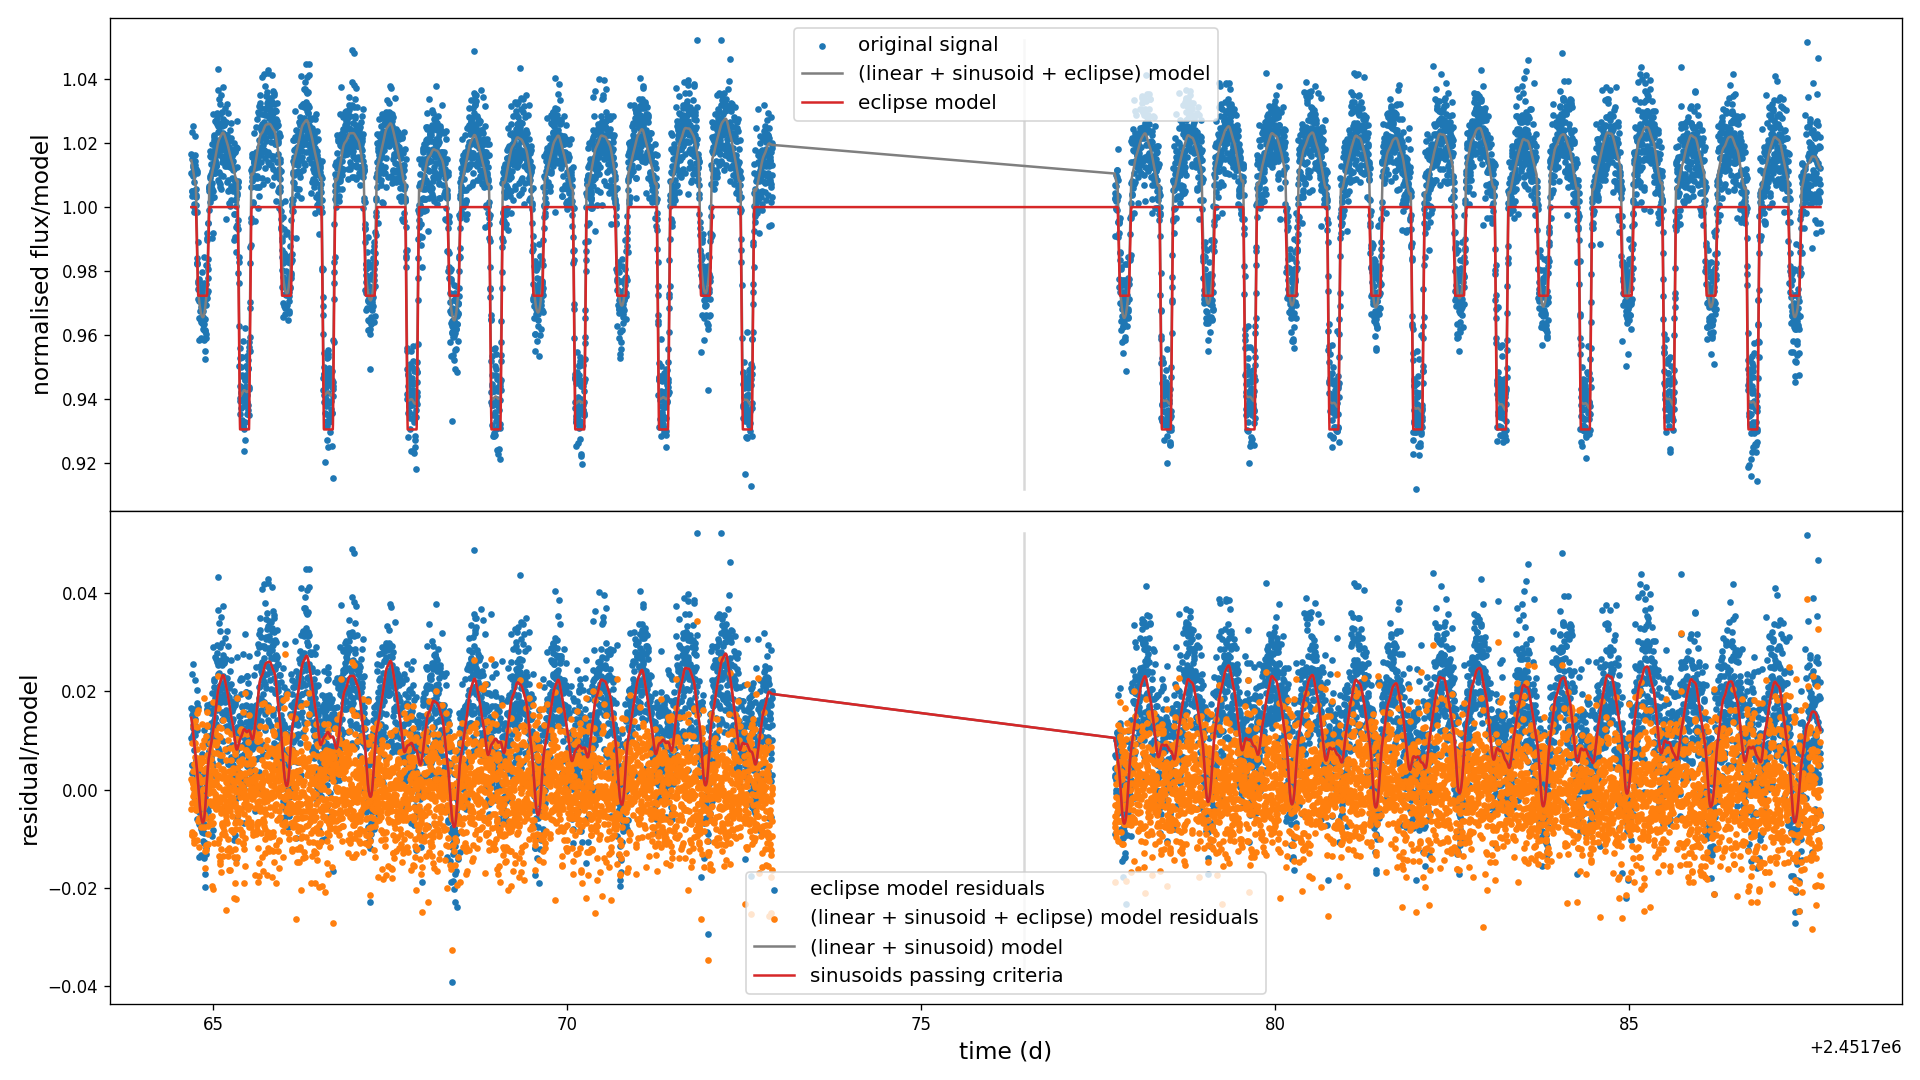 original signal
(linear + sinusoid + eclipse) model
eclipse model
normalised flux/model
1.04
1.02
1.00
0.98
0.96
0.94
0.92
residual/model
0.04
0.02
0.00
−0.02
−0.04
eclipse model residuals
(linear + sinusoid + eclipse) model residuals
(linear + sinusoid) model
sinusoids passing criteria
65
70
75
80
85
time (d)
+2.4517e6